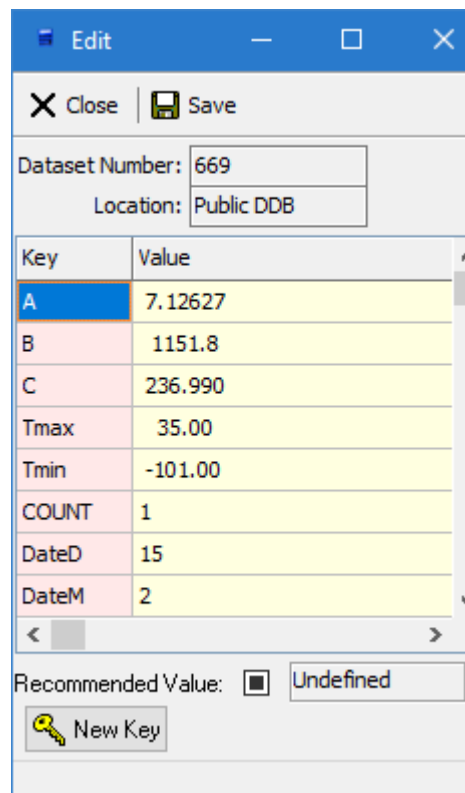 Edit
Close Save
Dataset Number: 669
Location: Public DDB
Key Value
A 7.12627
B 1151.8
C 236.990
Tmax 35.00
Tmin -101.00
COUNT 1
DateD 15
DateM 2
Recommended Value: Undefined
New Key